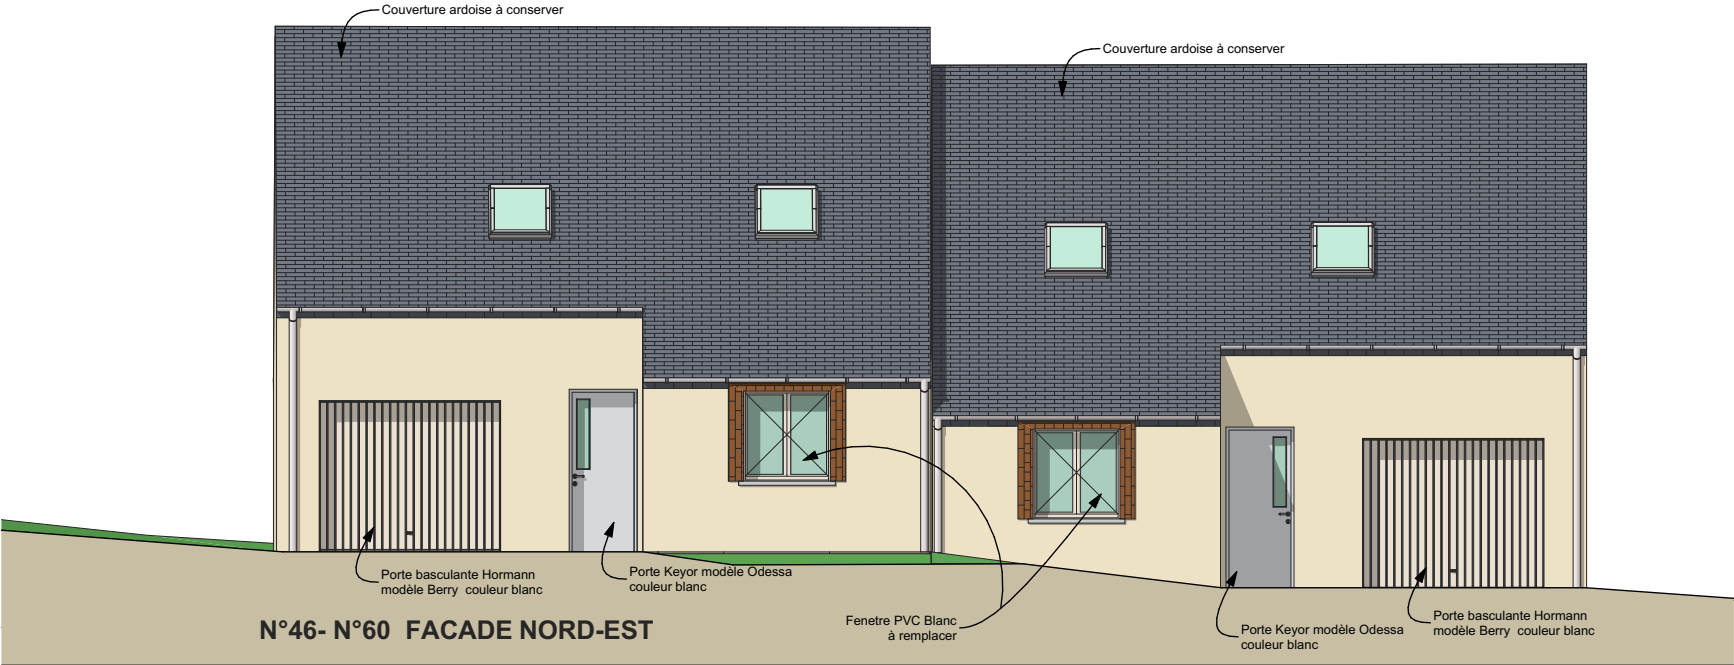 Couverture ardoise à conserver
Couverture ardoise à conserver
Porte basculante Hormann
modèle Berry couleur blanc
Porte Keyor modèle Odessa
couleur blanc
Fenetre PVC Blanc
à remplacer
Porte Keyor modèle Odessa
couleur blanc
Porte basculante Hormann
modèle Berry couleur blanc
N°46- N°60 FACADE NORD-EST